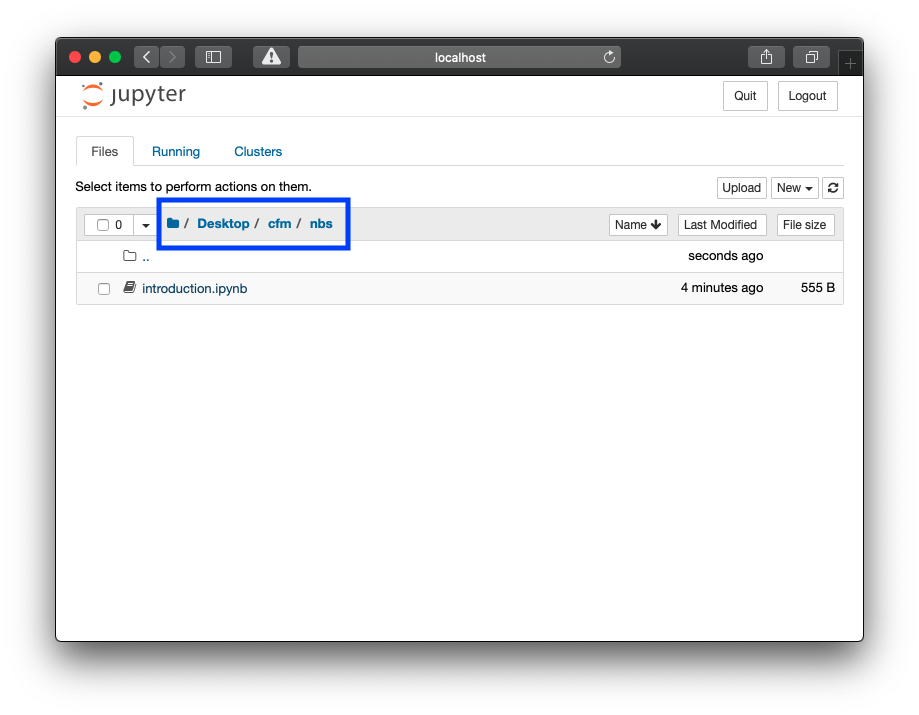 localhost
jupyter
Quit Logout
Files Running Clusters
Select items to perform actions on them.
Upload New
0 / Desktop / cfm / nbs Name Last Modified File size
.. seconds ago
introduction.ipynb 4 minutes ago 555 B